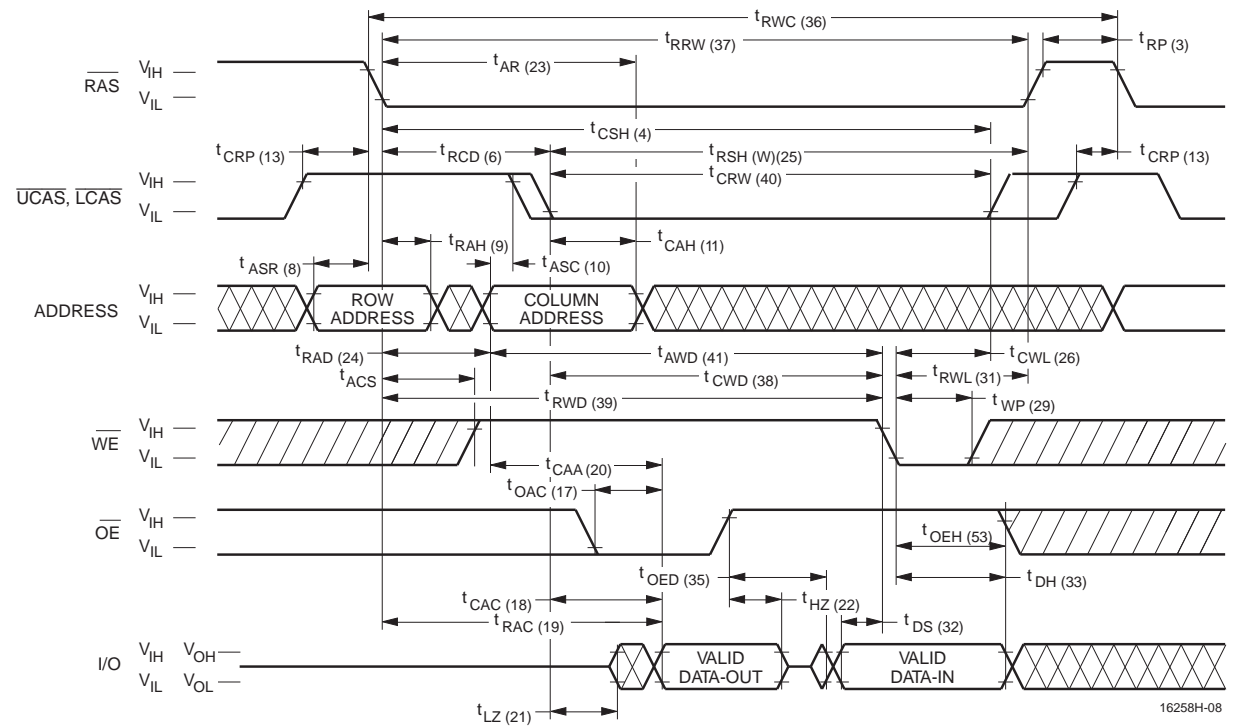 tRWC (36)
tRRW (37)
tRP (3)
tAR (23)
RAS
VIH
VIL
tCSH (4)
tCRP (13)
tRCD (6)
tRSH (W)(25)
tCRP (13)
tCRW (40)
UCAS, LCAS
VIH
VIL
tRAH (9)
tCAH (11)
tASR (8)
tASC (10)
ADDRESS
VIH
VIL
ROW ADDRESS
COLUMN ADDRESS
tRAD (24)
tAWD (41)
tCWL (26)
tACS
tCWD (38)
tRWL (31)
tRWD (39)
tWP (29)
WE
VIH
VIL
tCAA (20)
tOAC (17)
OE
VIH
VIL
tOEH (53)
tOED (35)
tDH (33)
tCAC (18)
tHZ (22)
tRAC (19)
tDS (32)
I/O
VIH VOH
VIL VOL
VALID DATA-OUT
VALID DATA-IN
tLZ (21)
16258H-08